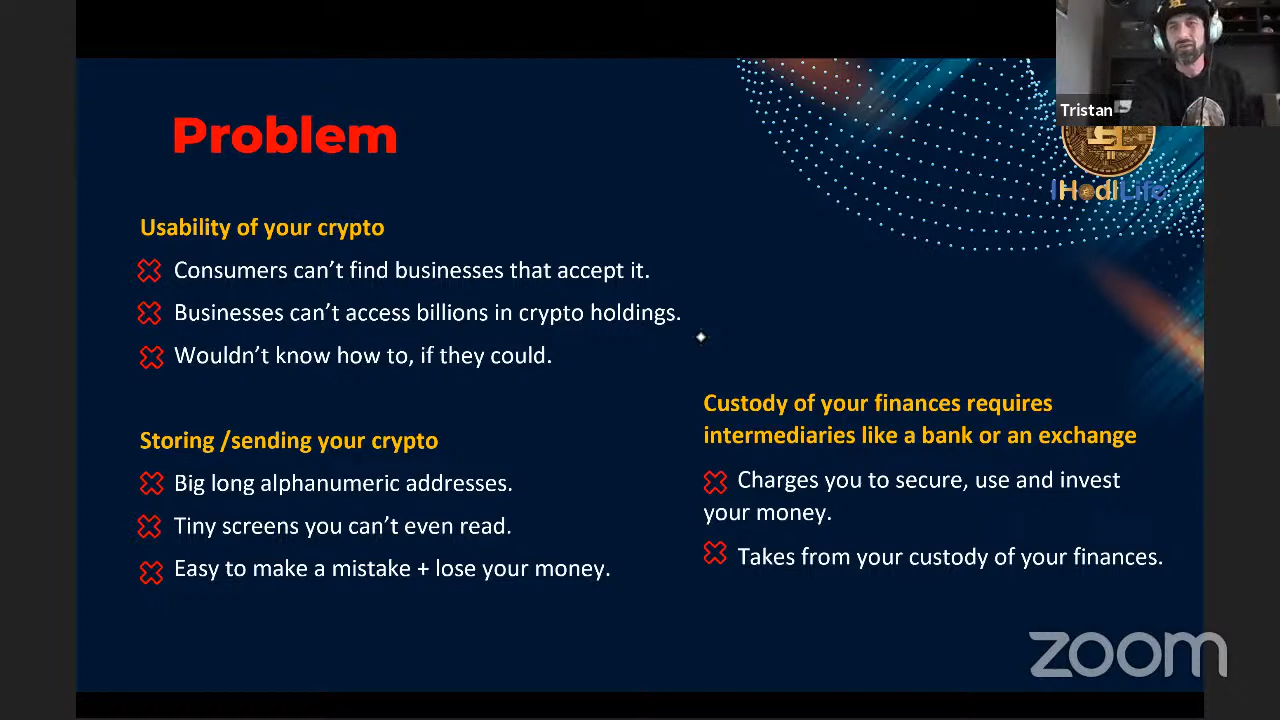 Problem
Tristan
IHodlLife
Usability of your crypto
Consumers can’t find businesses that accept it.
Businesses can’t access billions in crypto holdings.
Wouldn’t know how to, if they could.
Storing /sending your crypto
Big long alphanumeric addresses.
Tiny screens you can’t even read.
Easy to make a mistake + lose your money.
Custody of your finances requires
intermediaries like a bank or an exchange
Charges you to secure, use and invest
your money.
Takes from your custody of your finances.
zoom